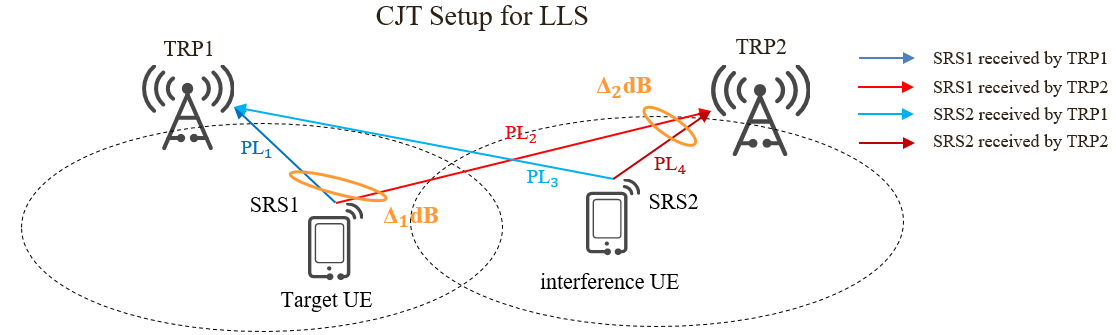 CJT Setup for LLS
TRP1
TRP2
SRS1 received by TRP1
SRS1 received by TRP2
SRS2 received by TRP1
SRS2 received by TRP2
Δ₂dB
PL₁
PL₂
PL₃
PL₄
SRS1
Δ₁dB
SRS2
Target UE
interference UE